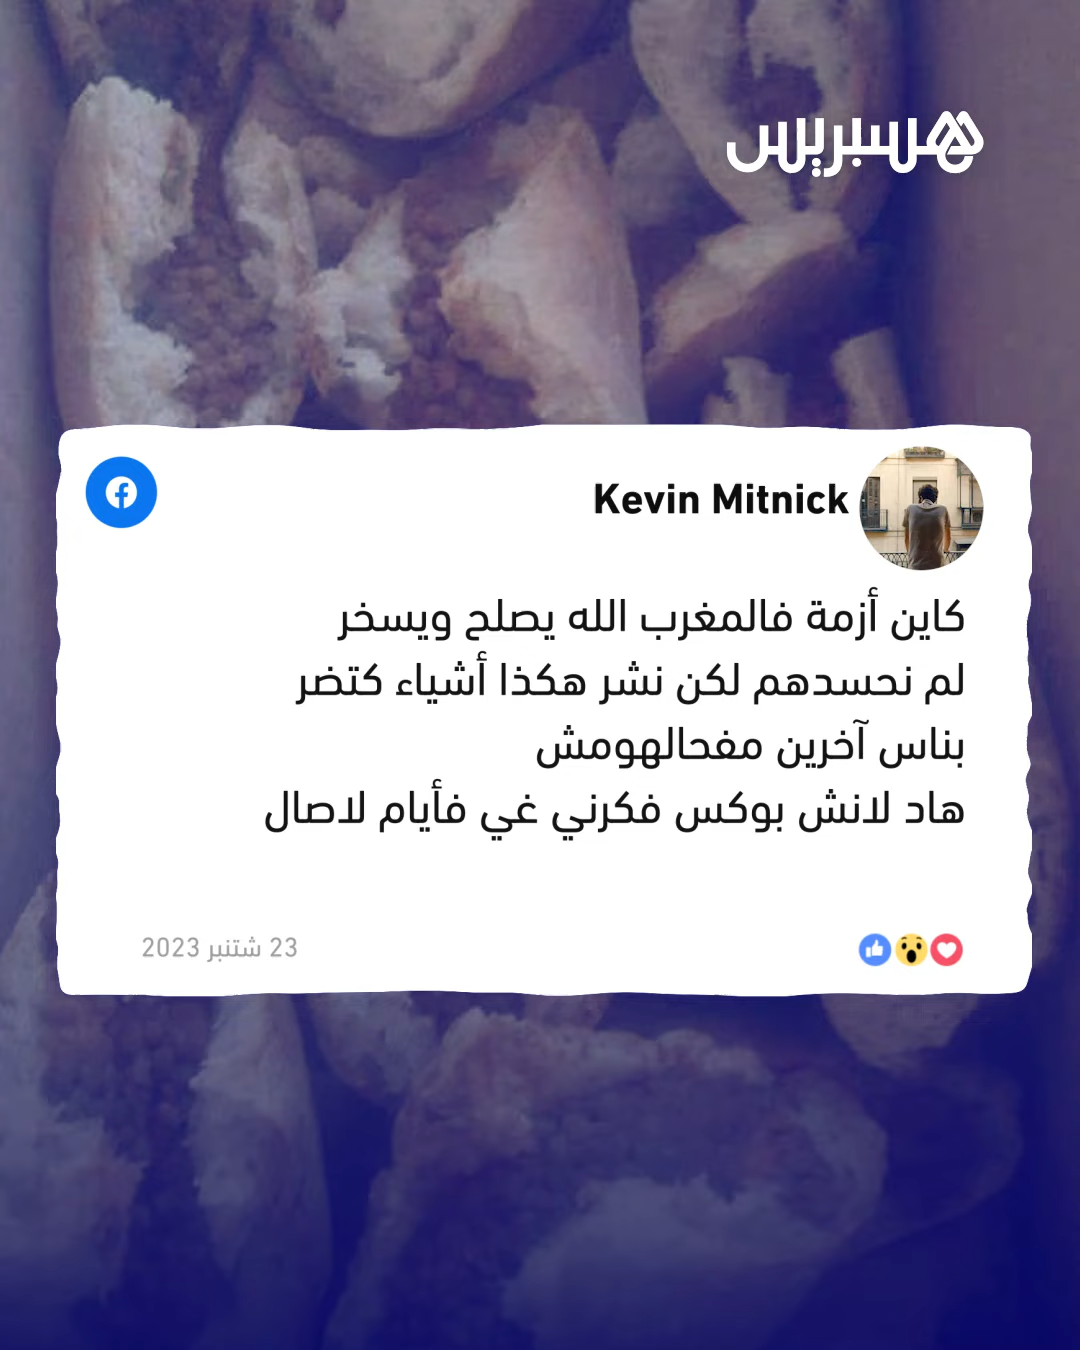 هسبريس
Kevin Mitnick
كاين أزمة فالمغرب الله يصلح ويسخر
لم نحسدهم لكن نشر هكذا أشياء كتضر
بناس آخرين مفحالهومش
هاد لانش بوكس فكرني غي فأيام لاصال
23 شتنبر 2023